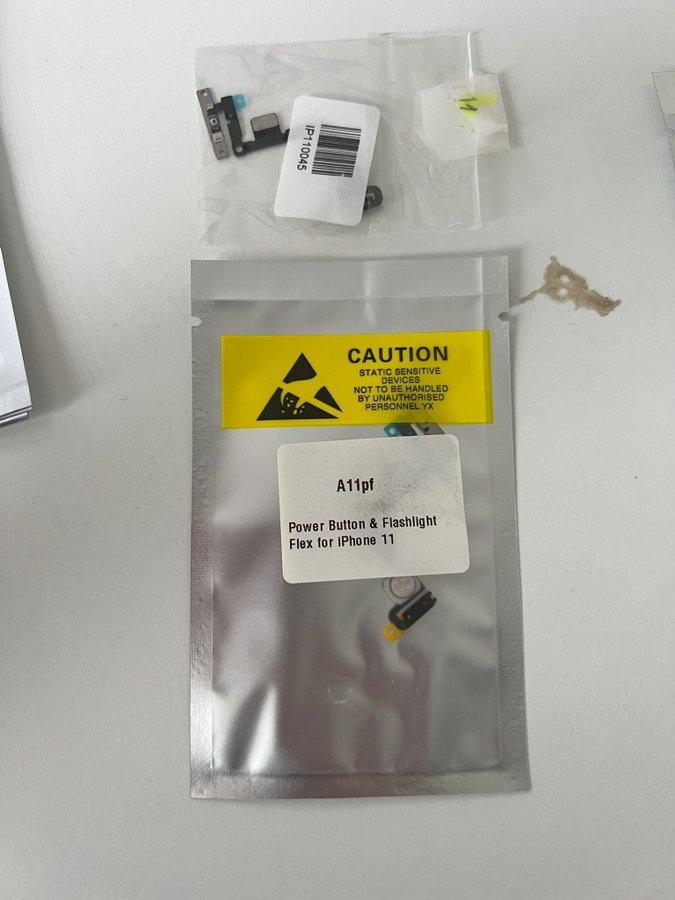 11
IP110045
CAUTION
STATIC SENSITIVE
DEVICES
NOT TO BE HANDLED
BY UNAUTHORISED
PERSONNEL YX
A11pf
Power Button & Flashlight
Flex for iPhone 11